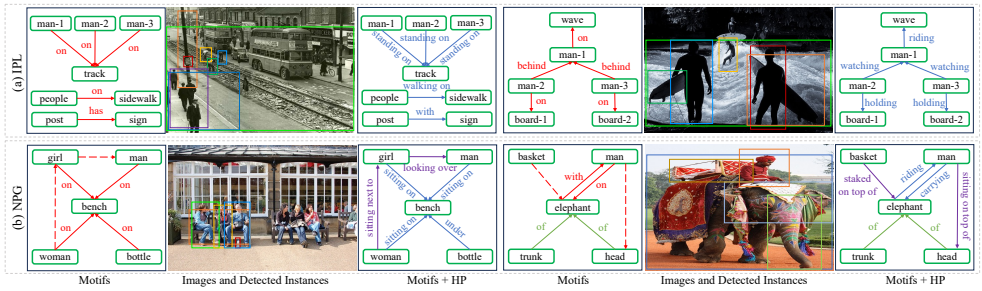 (a) IPL
man-1 man-2 man-3
on on on
track
people on sidewalk
has
post sign
man-1 man-2 man-3
standing on standing on standing on
track
walking on
people sidewalk
post with sign
wave
on
man-1
behind behind
man-2 man-3
on on
board-1 board-2
wave
riding
man-1
watching watching
man-2 man-3
holding holding
board-1 board-2
(b) NPG
girl man
on on
bench
on on on
woman bottle
girl man
looking over
sitting on sitting on
sitting next to
bench
sitting on under
woman bottle
basket man
with on
elephant
of of
trunk head
basket man
staked
on top of
riding
carrying
sitting on top of
elephant
of of
trunk head
Motifs Images and Detected Instances Motifs + HP Motifs Images and Detected Instances Motifs + HP